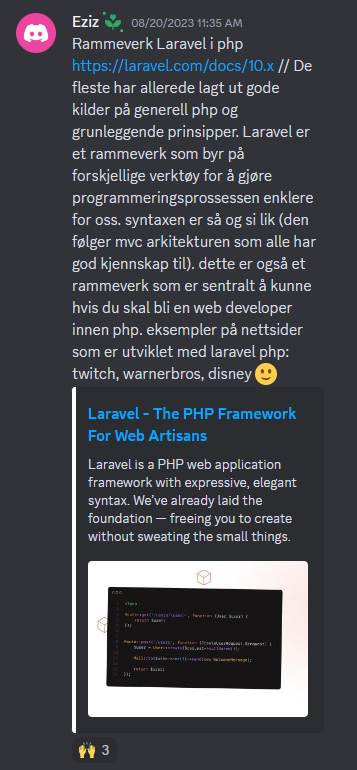 Eziz 08/20/2023 11:35 AM
Rammeverk Laravel i php
https://laravel.com/docs/10.x // De
fleste har allerede lagt ut gode
kilder på generell php og
grunleggende prinsipper. Laravel er
et rammeverk som byr på
forskjellige verktøy for å gjøre
programmeringsprossessen enklere
for oss. syntaxen er så og si lik (den
følger mvc arkitekturen som alle har
god kjennskap til). dette er også et
rammeverk som er sentralt å kunne
hvis du skal bli en web developer
innen php. eksempler på nettsider
som er utviklet med laravel php:
twitch, warnerbros, disney 🙂
Laravel - The PHP Framework
For Web Artisans
Laravel is a PHP web application
framework with expressive, elegant
syntax. We've already laid the
foundation — freeing you to create
without sweating the small things.
🙌 3